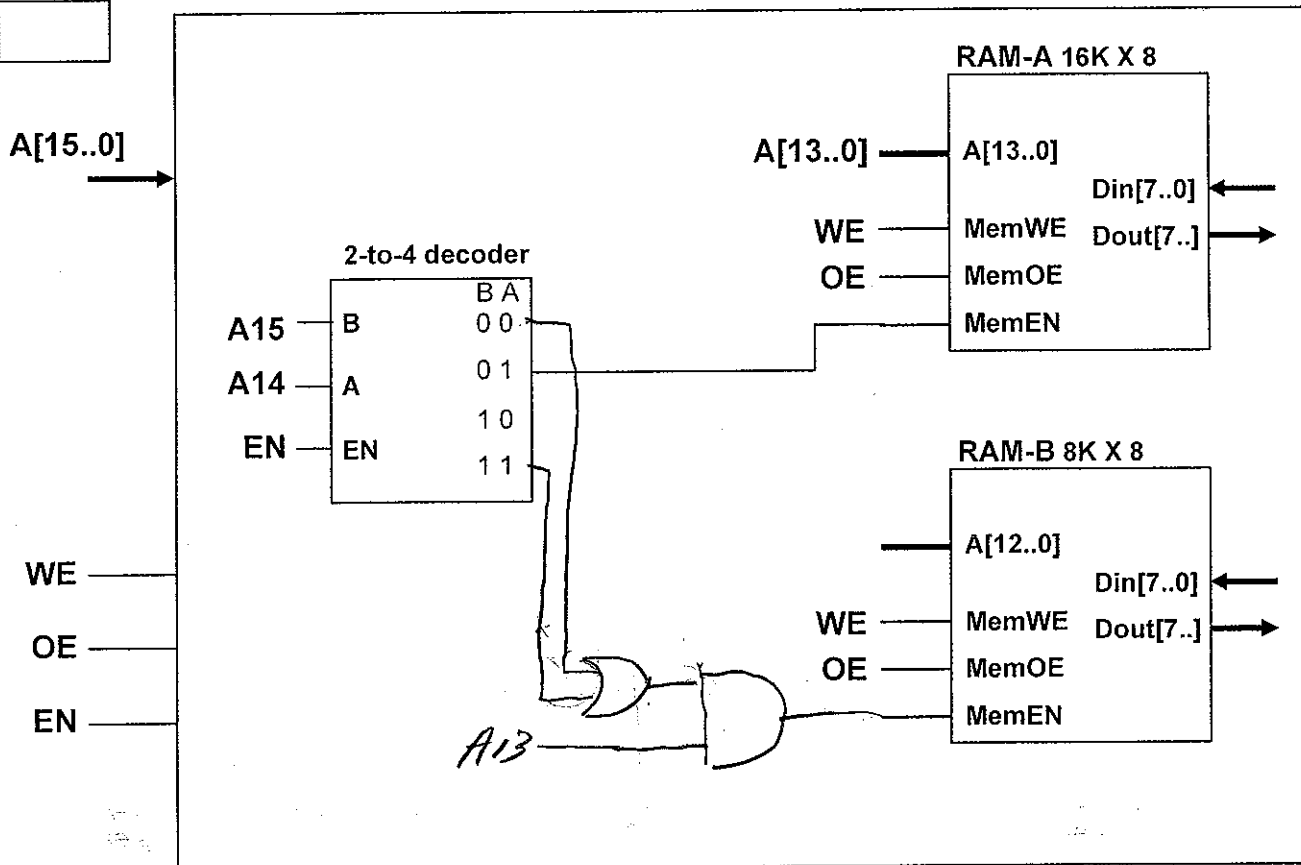 RAM-A 16K X 8
A[15..0]
A[13..0]
A[13..0]
Din[7..0]
WE
MemWE
Dout[7..]
OE
MemOE
MemEN
2-to-4 decoder
B A
A15
B
0 0
A14
A
0 1
1 0
EN
EN
1 1
RAM-B 8K X 8
A[12..0]
WE
Din[7..0]
WE
MemWE
Dout[7..]
OE
OE
MemOE
EN
MemEN
A13